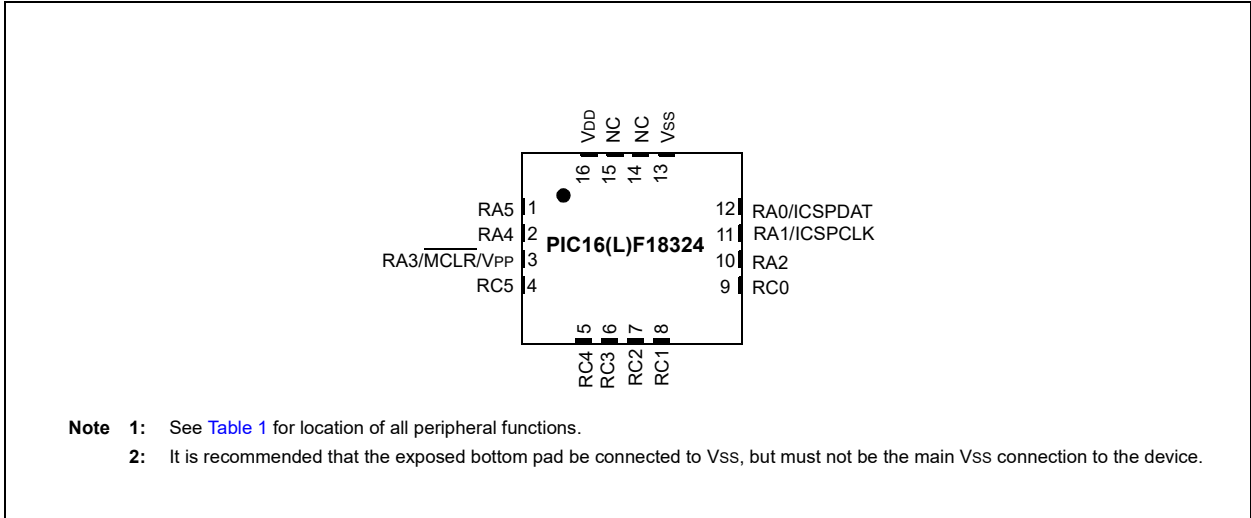 VDD NC NC VSS
16 15 14 13
RA5 1 12 RA0/ICSPDAT
RA4 2 PIC16(L)F18324 11 RA1/ICSPCLK
RA3/MCLR/VPP 3 10 RA2
RC5 4 9 RC0
5 6 7 8
RC4 RC3 RC2 RC1
Note 1: See Table 1 for location of all peripheral functions.
2: It is recommended that the exposed bottom pad be connected to VSS, but must not be the main VSS connection to the device.